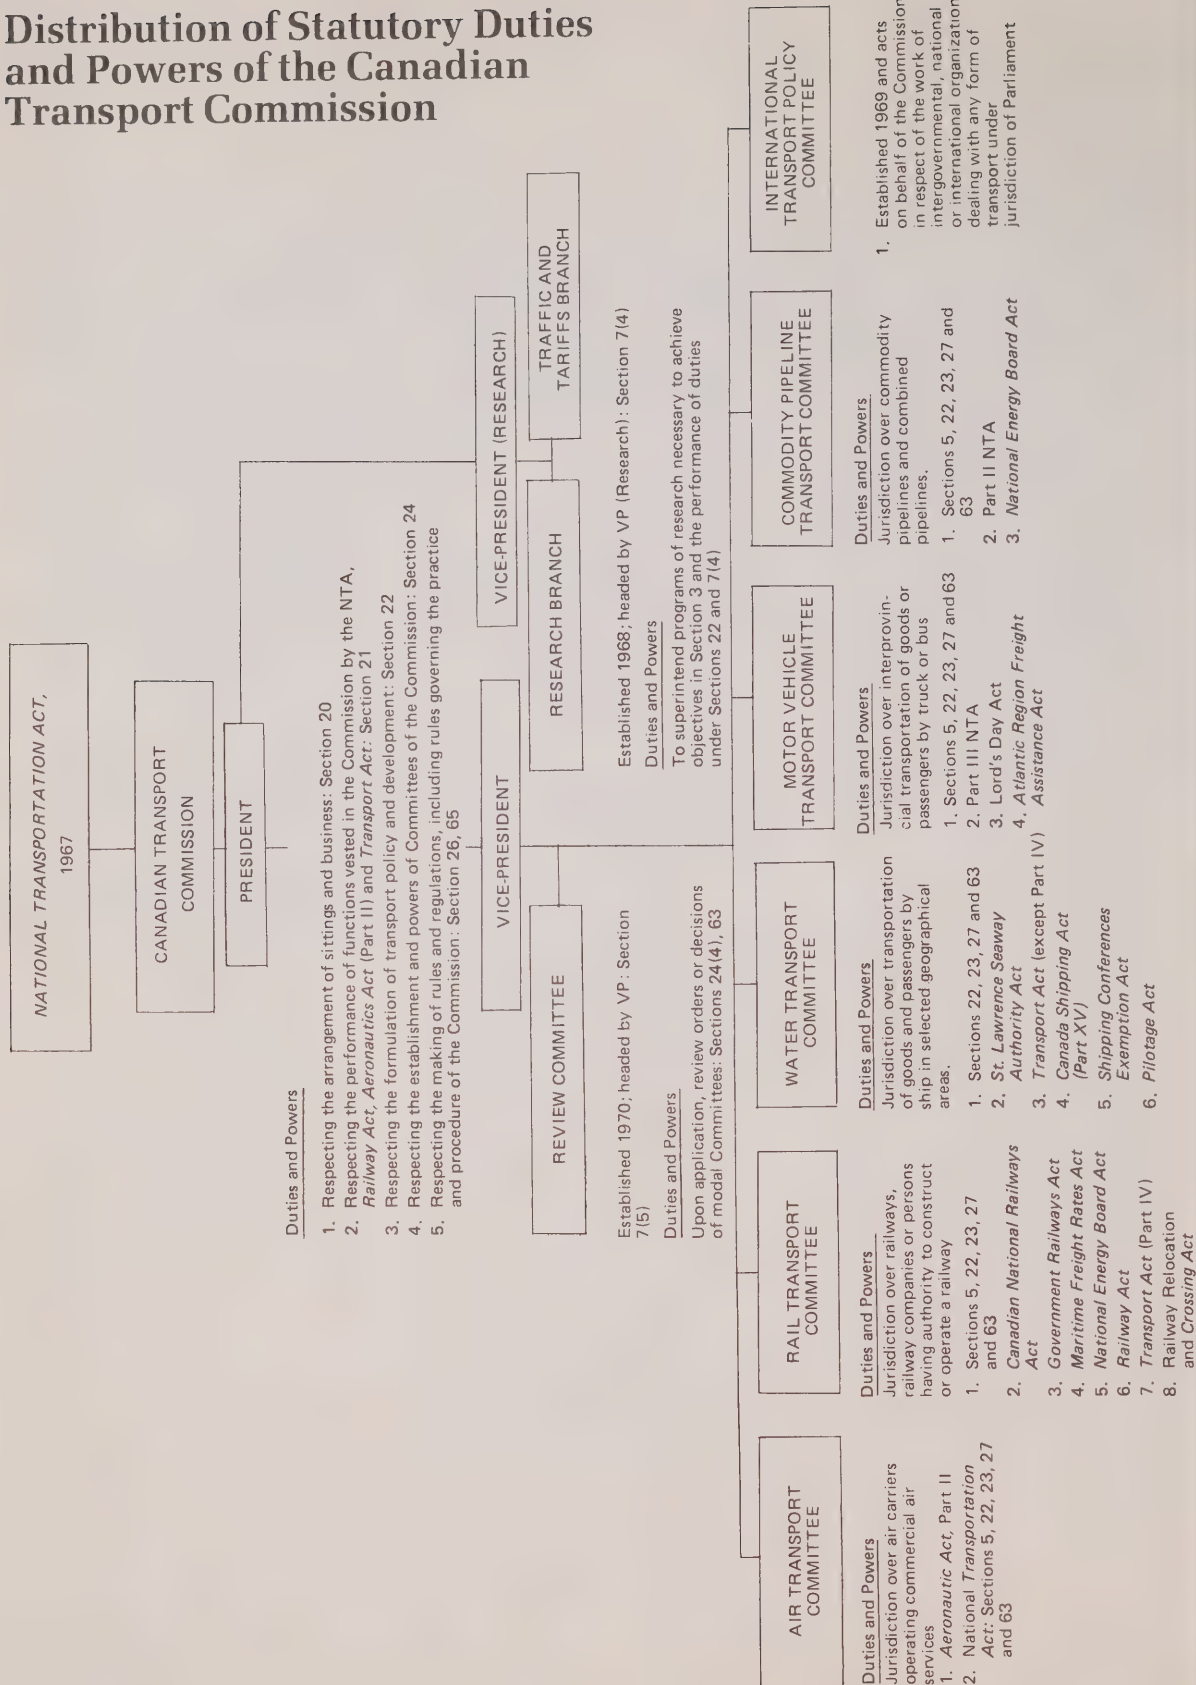 Distribution of Statutory Duties
and Powers of the Canadian
Transport Commission
NATIONAL TRANSPORTATION ACT,
1967
CANADIAN TRANSPORT
COMMISSION
PRESIDENT
Duties and Powers
1. Respecting the arrangement of sittings and business: Section 20
2. Respecting the performance of functions vested in the Commission by the NTA,
Railway Act, Aeronautics Act (Part II) and Transport Act: Section 21
3. Respecting the formulation of transport policy and development: Section 22
4. Respecting the establishment and powers of Committees of the Commission: Section 24
5. Respecting the making of rules and regulations, including rules governing the practice
and procedure of the Commission: Section 26, 65
VICE-PRESIDENT
VICE-PRESIDENT (RESEARCH)
REVIEW COMMITTEE
RESEARCH BRANCH
TRAFFIC AND
TARIFFS BRANCH
Established 1970; headed by VP: Section
7(5)
Duties and Powers
Upon application, review orders or decisions
of modal Committees: Sections 24(4), 63
Established 1968; headed by VP (Research): Section 7(4)
Duties and Powers
To superintend programs of research necessary to achieve
objectives in Section 3 and the performance of duties
under Sections 22 and 7(4)
AIR TRANSPORT
COMMITTEE
Duties and Powers
Jurisdiction over air carriers
operating commercial air
services
1. Aeronautic Act, Part II
2. National Transportation
Act: Sections 5, 22, 23, 27
and 63
RAIL TRANSPORT
COMMITTEE
Duties and Powers
Jurisdiction over railways,
railway companies or persons
having authority to construct
or operate a railway
1. Sections 5, 22, 23, 27
and 63
2. Canadian National Railways
Act
3. Government Railways Act
4. Maritime Freight Rates Act
5. National Energy Board Act
6. Railway Act
7. Transport Act (Part IV)
8. Railway Relocation
and Crossing Act
WATER TRANSPORT
COMMITTEE
Duties and Powers
Jurisdiction over transportation
of goods and passengers by
ship in selected geographical
areas.
1. Sections 22, 23, 27 and 63
2. St. Lawrence Seaway
Authority Act
3. Transport Act (except Part IV)
4. Canada Shipping Act
(Part XV)
5. Shipping Conferences
Exemption Act
6. Pilotage Act
MOTOR VEHICLE
TRANSPORT COMMITTEE
Duties and Powers
Jurisdiction over interprovin-
cial transportation of goods or
passengers by truck or bus
1. Sections 5, 22, 23, 27 and 63
2. Part III NTA
3. Lord's Day Act
4. Atlantic Region Freight
Assistance Act
COMMODITY PIPELINE
TRANSPORT COMMITTEE
Duties and Powers
Jurisdiction over commodity
pipelines and combined
pipelines.
1. Sections 5, 22, 23, 27 and
63
2. Part II NTA
3. National Energy Board Act
INTERNATIONAL
TRANSPORT POLICY
COMMITTEE
1. Established 1969 and acts
on behalf of the Commission
in respect of the work of
intergovernmental, national
or international organization
dealing with any form of
transport under
jurisdiction of Parliament